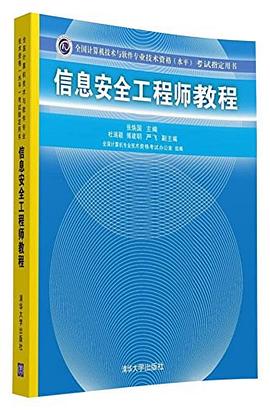 全国计算机技术与软件专业技术资格（水平）考试指定用书
信息安全工程师教程
张焕国 主编
杜瑞颖 傅建明 严飞 副主编
全国计算机专业技术资格考试办公室 组编
清华大学出版社
信息安全工程师教程
清华大学出版社